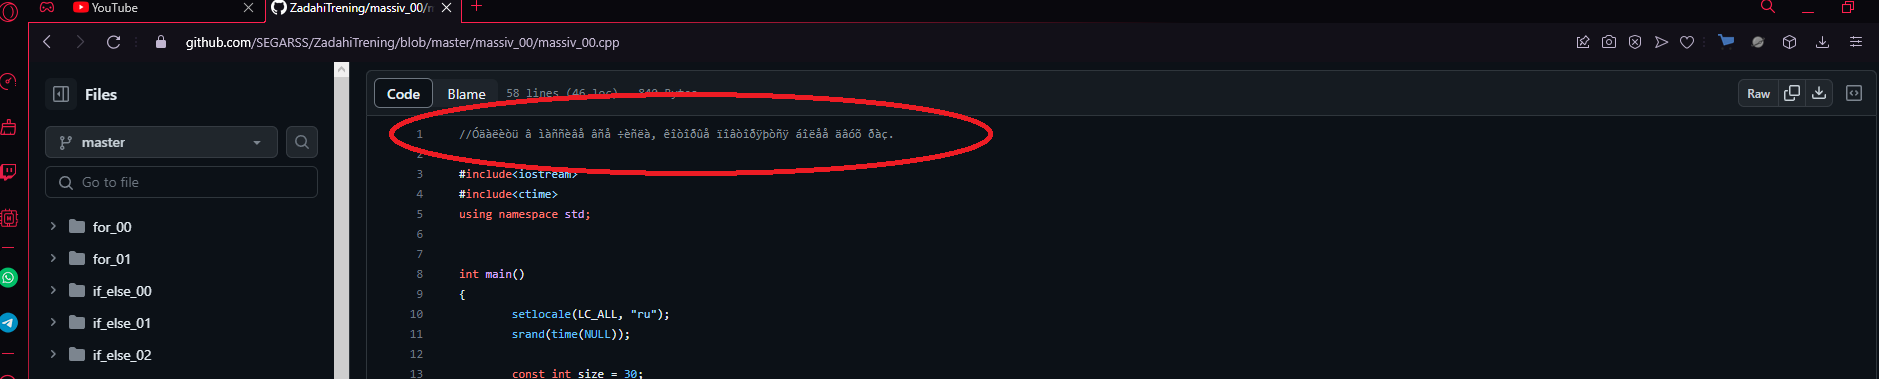 YouTube
ZadahiTrening/massiv_00/
github.com/SEGARSS/ZadahiTrening/blob/master/massiv_00/massiv_00.cpp
Files
master
Go to file
for_00
for_01
if_else_00
if_else_01
if_else_02
Code Blame 58 lines (46 loc) 849 Bytes Raw
1 //Óäàëèòü â ìàññèâå âñå ÷èñëà, êîòîðûå ïîâòîðÿþòñÿ áîëåå äâóõ ðàç.
2
3 #include<iostream>
4 #include<ctime>
5 using namespace std;
6
7
8 int main()
9 {
10 setlocale(LC_ALL, "ru");
11 srand(time(NULL));
12
13 const int size = 30;